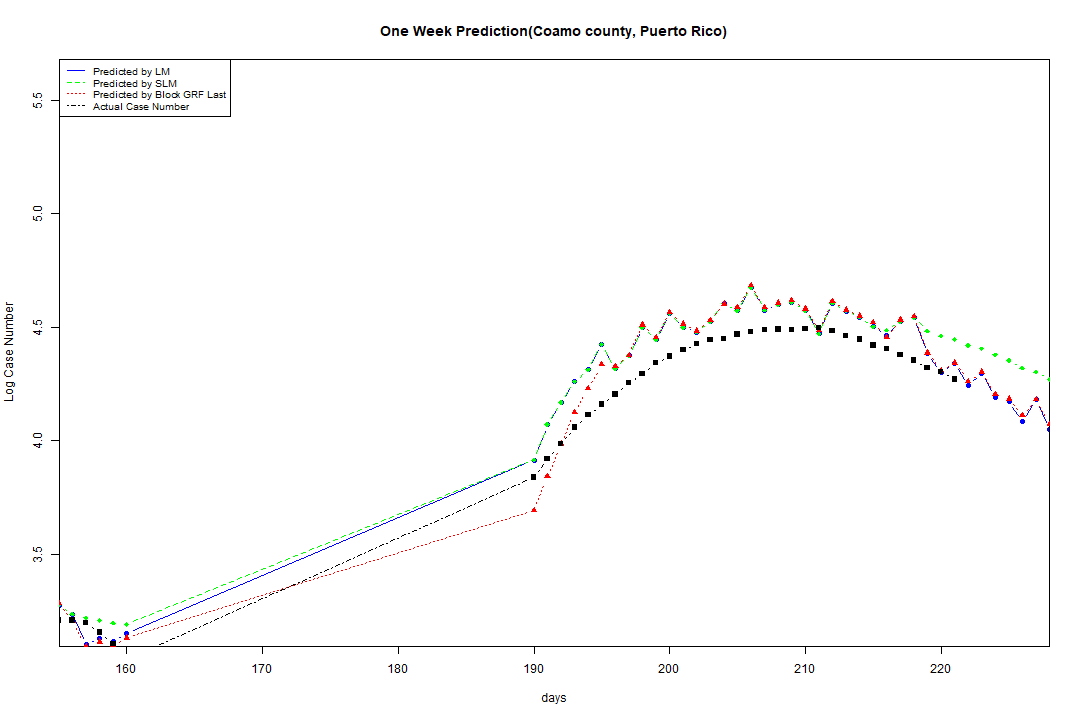 One Week Prediction(Coamo county, Puerto Rico)
Predicted by LM
Predicted by SLM
Predicted by Block GRF Last
Actual Case Number
5.5
5.0
4.5
4.0
3.5
Log Case Number
160 170 180 190 200 210 220
days